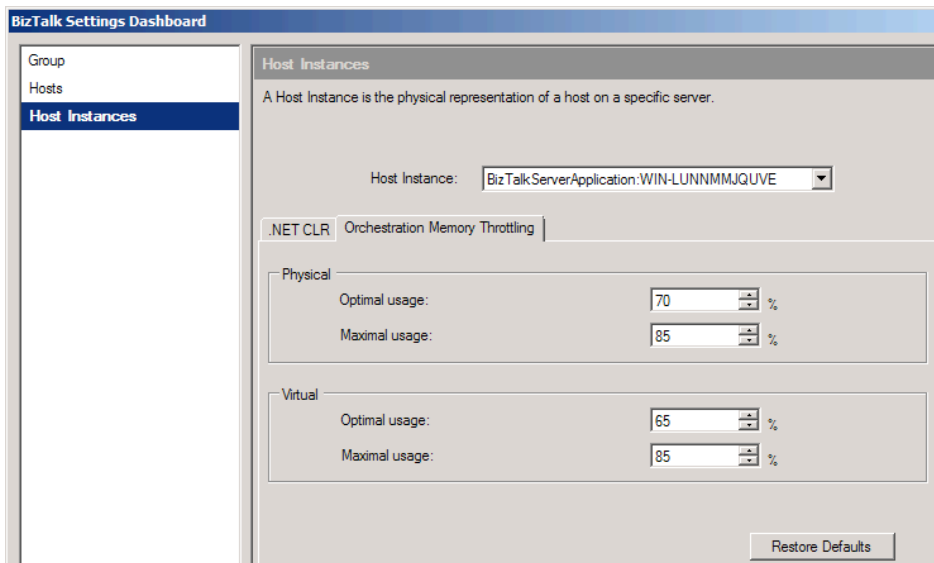 BizTalk Settings Dashboard
Group
Hosts
Host Instances
Host Instances
A Host Instance is the physical representation of a host on a specific server.
Host Instance: BizTalkServerApplication:WIN-LUNNMMJQUVE
.NET CLR Orchestration Memory Throttling
Physical
Optimal usage: 70 %
Maximal usage: 85 %
Virtual
Optimal usage: 65 %
Maximal usage: 85 %
Restore Defaults